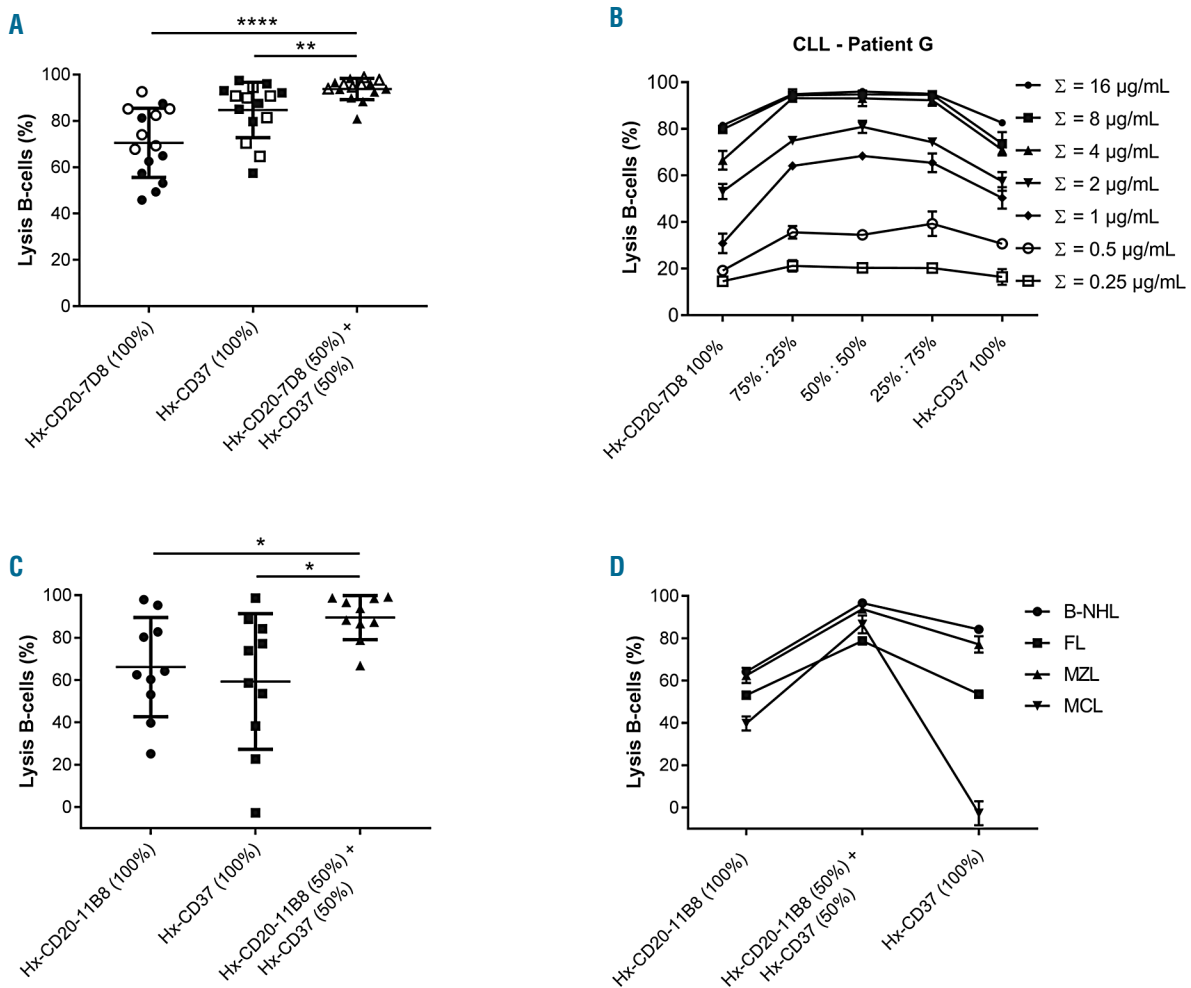 A
****
**
Lysis B-cells (%)
100
80
60
40
20
0
Hx-CD20-7D8 (100%)
Hx-CD37 (100%)
Hx-CD20-7D8 (50%) +
Hx-CD37 (50%)
B
CLL - Patient G
Lysis B-cells (%)
100
80
60
40
20
0
Hx-CD20-7D8 100%
75% : 25%
50% : 50%
25% : 75%
Hx-CD37 100%
Σ = 16 µg/mL
Σ = 8 µg/mL
Σ = 4 µg/mL
Σ = 2 µg/mL
Σ = 1 µg/mL
Σ = 0.5 µg/mL
Σ = 0.25 µg/mL
C
*
*
Lysis B-cells (%)
100
80
60
40
20
0
Hx-CD20-11B8 (100%)
Hx-CD37 (100%)
Hx-CD20-11B8 (50%) +
Hx-CD37 (50%)
D
Lysis B-cells (%)
100
80
60
40
20
0
Hx-CD20-11B8 (100%)
Hx-CD20-11B8 (50%) +
Hx-CD37 (50%)
Hx-CD37 (100%)
B-NHL
FL
MZL
MCL